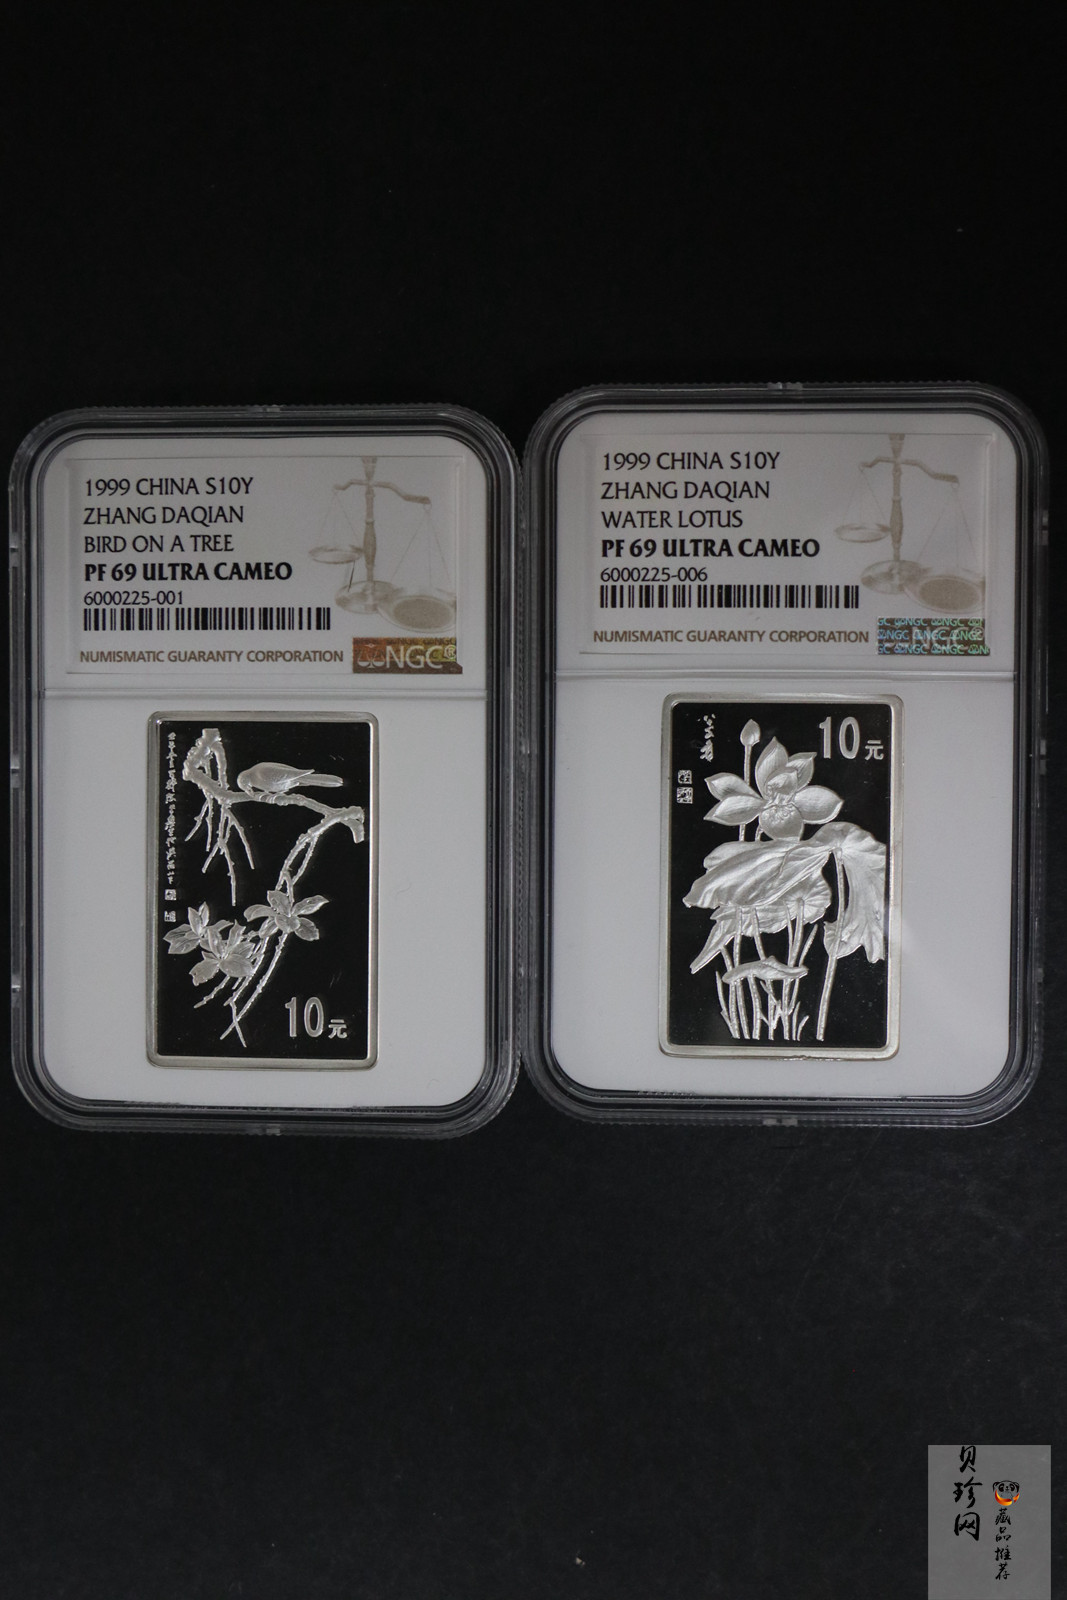 1999 CHINA S10Y
ZHANG DAQIAN
BIRD ON A TREE
PF 69 ULTRA CAMEO
6000225-001
NUMISMATIC GUARANTY CORPORATION
NGC®
10元
1999 CHINA S10Y
ZHANG DAQIAN
WATER LOTUS
PF 69 ULTRA CAMEO
6000225-006
NUMISMATIC GUARANTY CORPORATION
NGC
10元
贝珍网
藏品推荐